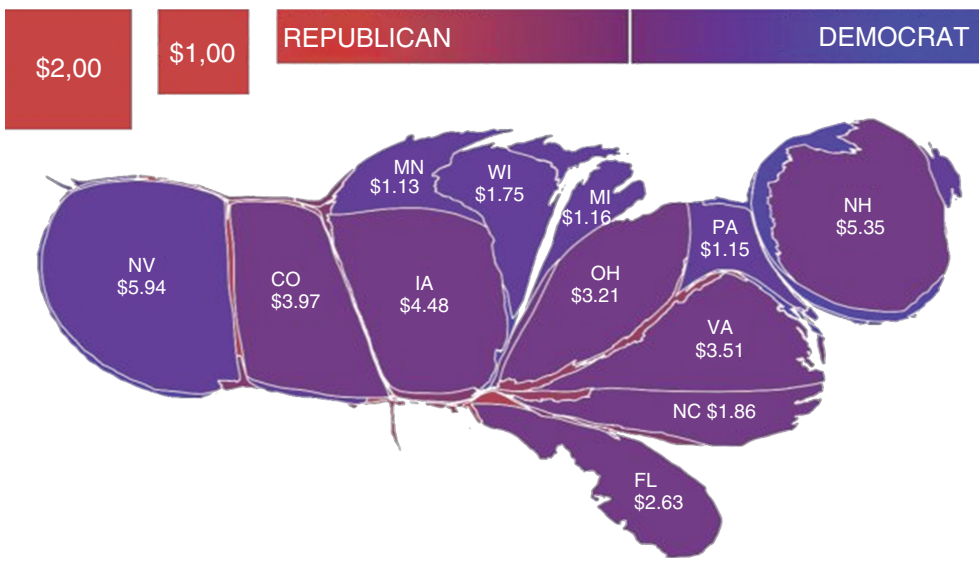 $2,00
$1,00
REPUBLICAN
DEMOCRAT
MN
$1.13
WI
$1.75
MI
$1.16
PA
$1.15
NH
$5.35
NV
$5.94
CO
$3.97
IA
$4.48
OH
$3.21
VA
$3.51
NC $1.86
FL
$2.63